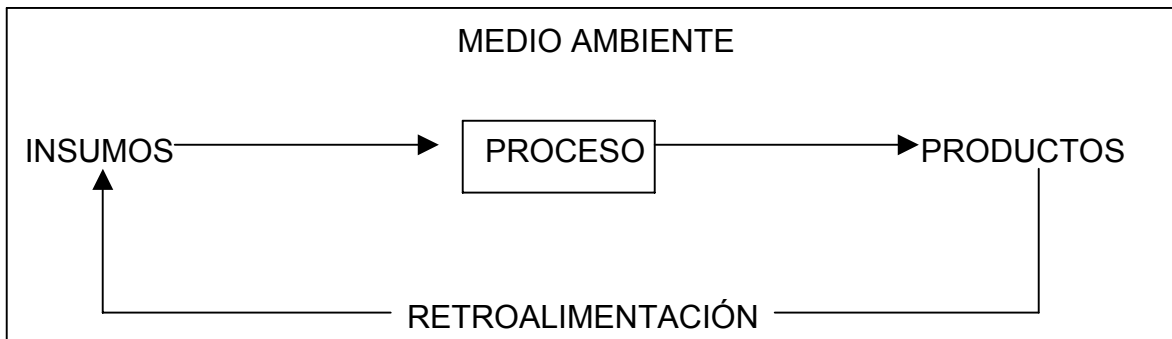 MEDIO AMBIENTE
INSUMOS PROCESO PRODUCTOS
RETROALIMENTACIÓN